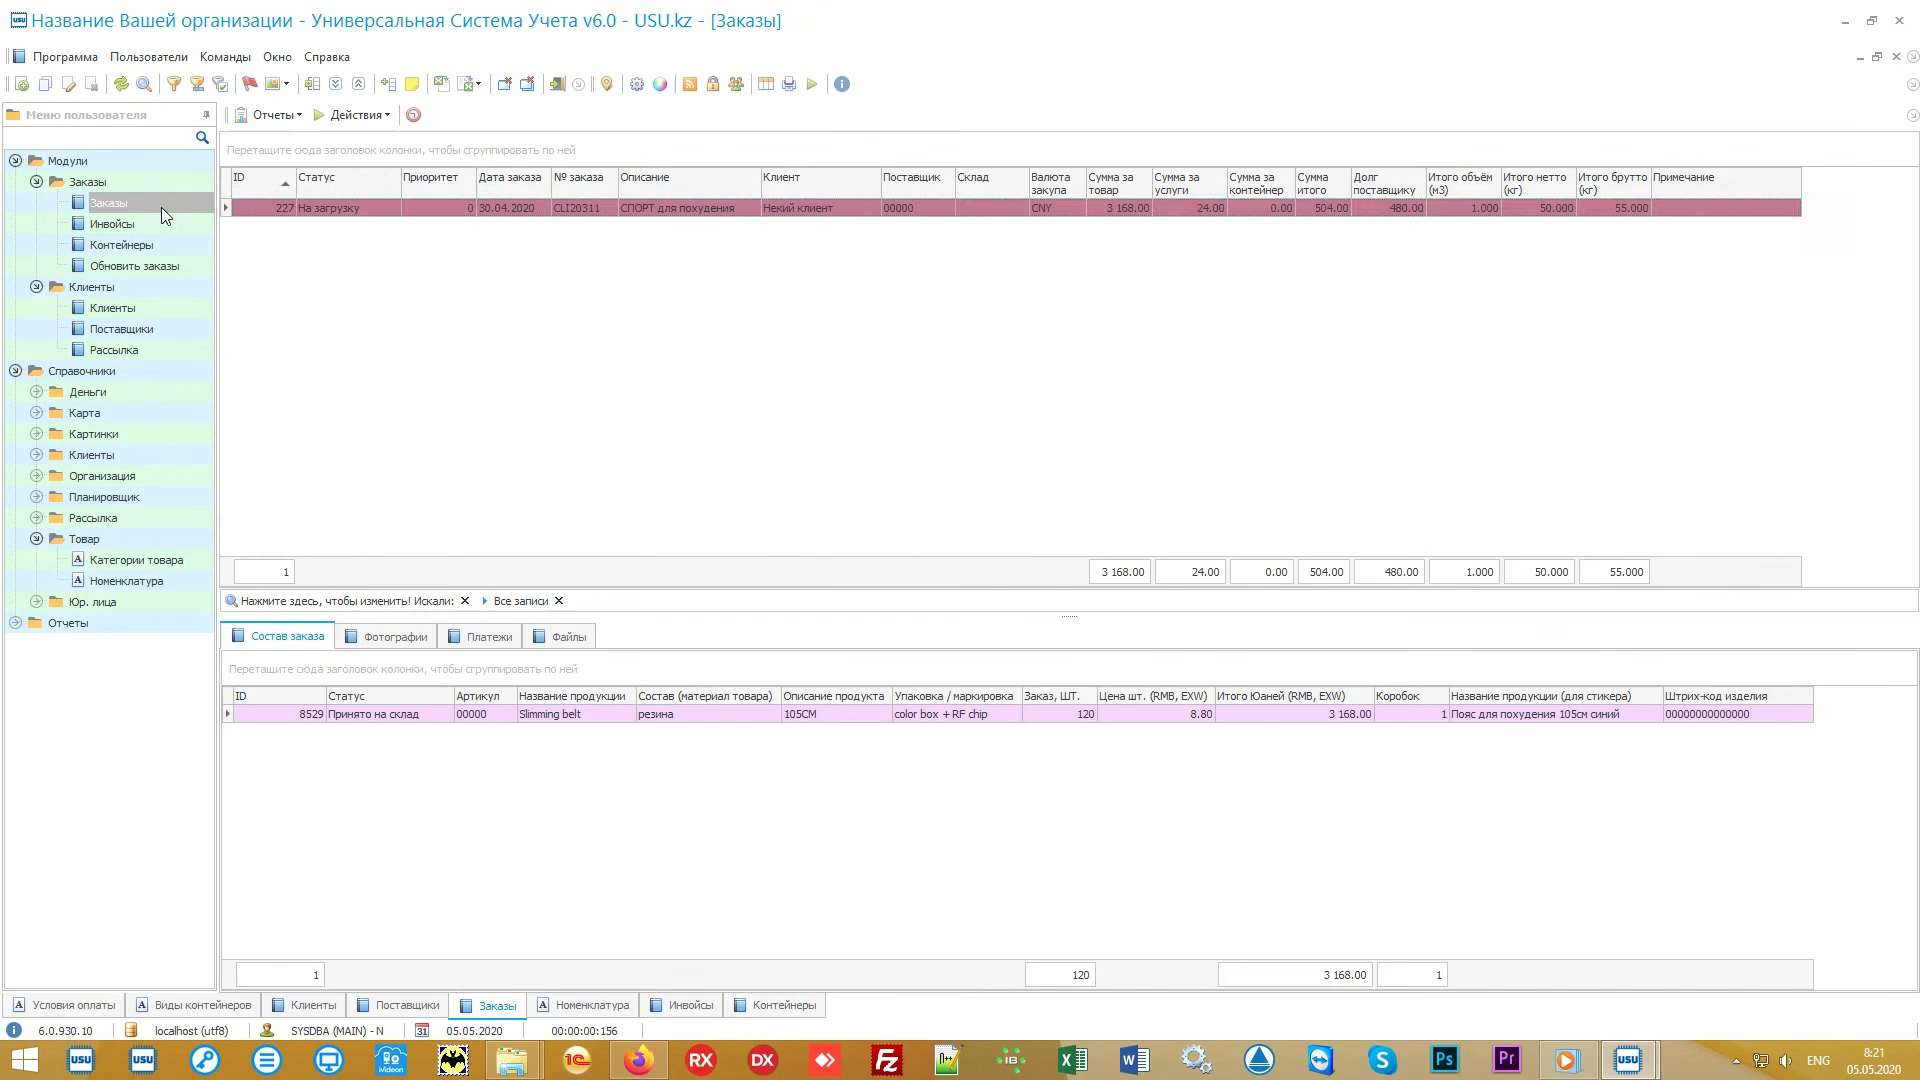 Название Вашей организации - Универсальная Система Учета v6.0 - USU.kz - [Заказы]
Программа Пользователи Команды Окно Справка
Меню пользователя
Отчеты Действия
Модули
Заказы
Заказы
Инвойсы
Контейнеры
Обновить заказы
Клиенты
Клиенты
Поставщики
Рассылка
Справочники
Деньги
Карта
Картинки
Клиенты
Организация
Планировщик
Рассылка
Товар
Категории товара
Номенклатура
Юр. лица
Отчеты
Перетащите сюда заголовок колонки, чтобы сгруппировать по ней
ID Статус Приоритет Дата заказа № заказа Описание Клиент Поставщик Склад Валюта закупа Сумма за товар Сумма за услуги Сумма за контейнер Сумма итого Долг поставщику Итого объём (м3) Итого нетто (кг) Итого брутто (кг) Примечание
227 На загрузку 0 30.04.2020 CLI20311 СПОРТ для похудения Некий клиент 00000 CNY 3 168.00 24.00 0.00 504.00 480.00 1.000 50.000 55.000
1 3 168.00 24.00 0.00 504.00 480.00 1.000 50.000 55.000
Нажмите здесь, чтобы изменить! Искали: Все записи
Состав заказа Фотографии Платежи Файлы
Перетащите сюда заголовок колонки, чтобы сгруппировать по ней
ID Статус Артикул Название продукции Состав (материал товара) Описание продукта Упаковка / маркировка Заказ, ШТ. Цена шт. (RMB, EXW) Итого Юаней (RMB, EXW) Коробок Название продукции (для стикера) Штрих-код изделия
8529 Принято на склад 00000 Slimming belt резина 105СМ color box + RF chip 120 8.80 3 168.00 1 Пояс для похудения 105см синий 00000000000000
1 120 3 168.00 1
Условия оплаты Виды контейнеров Клиенты Поставщики Заказы Номенклатура Инвойсы Контейнеры
6.0.930.10 localhost (utf8) SYSDBA (MAIN) - N 31 05.05.2020 00:00:00:156
USU USU Mideon 1C RX DX Fz IB X W S Ps Pr USU ENG 8:21
05.05.2020